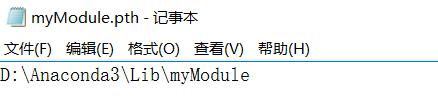 myModule.pth - 记事本
文件(F) 编辑(E) 格式(O) 查看(V) 帮助(H)
D:\Anaconda3\Lib\myModule